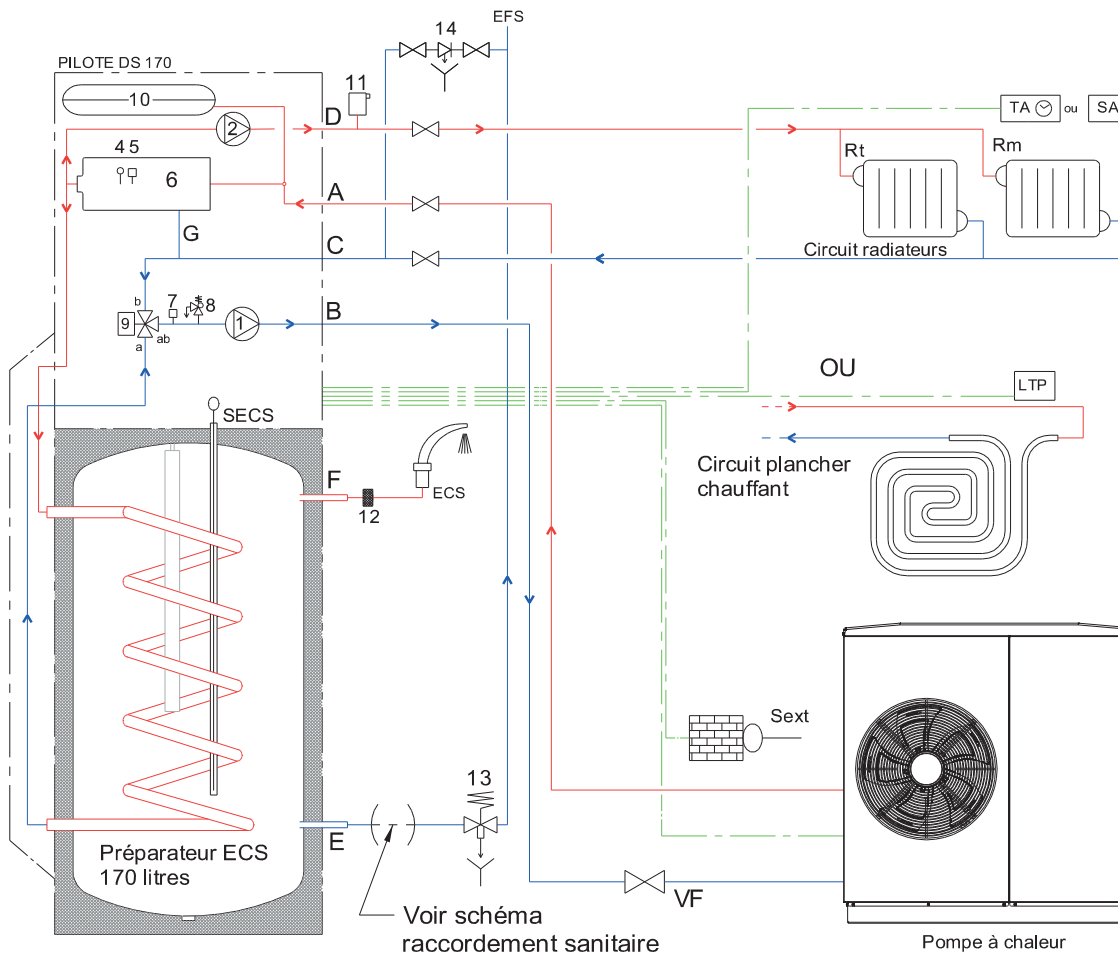 EFS
14
PILOTE DS 170
10
11
D
2
TA
ou
SA
4 5
6
Rt
Rm
A
G
C
Circuit radiateurs
b
7
8
B
9
1
a
ab
OU
LTP
SECS
Circuit plancher
chauffant
F
ECS
12
Sext
13
E
Préparateur ECS
170 litres
VF
Voir schéma
raccordement sanitaire
Pompe à chaleur